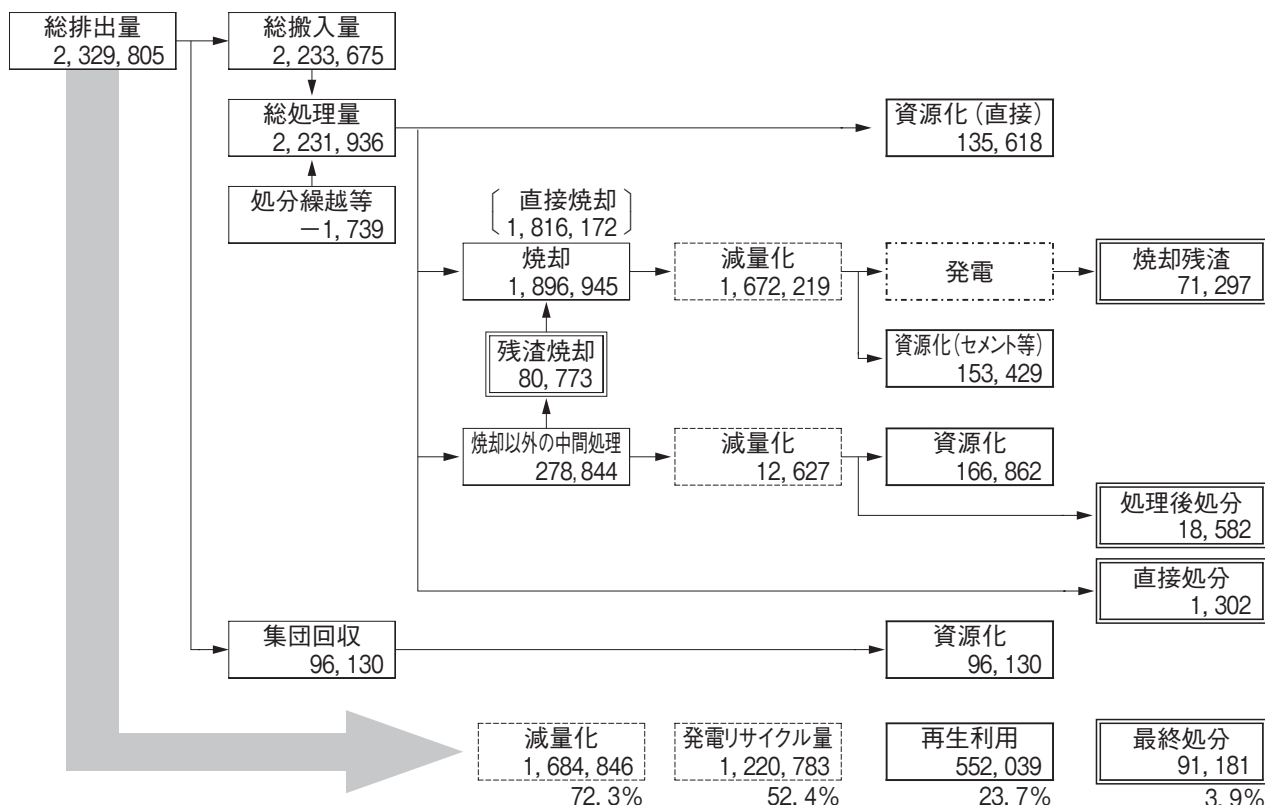 総排出量
2,329,805
総搬入量
2,233,675
総処理量
2,231,936
資源化(直接)
135,618
処分繰越等
−1,739
直接焼却
1,816,172
焼却
1,896,945
減量化
1,672,219
発電
焼却残渣
71,297
残渣焼却
80,773
資源化(セメント等)
153,429
焼却以外の中間処理
278,844
減量化
12,627
資源化
166,862
処理後処分
18,582
直接処分
1,302
集団回収
96,130
資源化
96,130
減量化
1,684,846
72.3%
発電リサイクル量
1,220,783
52.4%
再生利用
552,039
23.7%
最終処分
91,181
3.9%